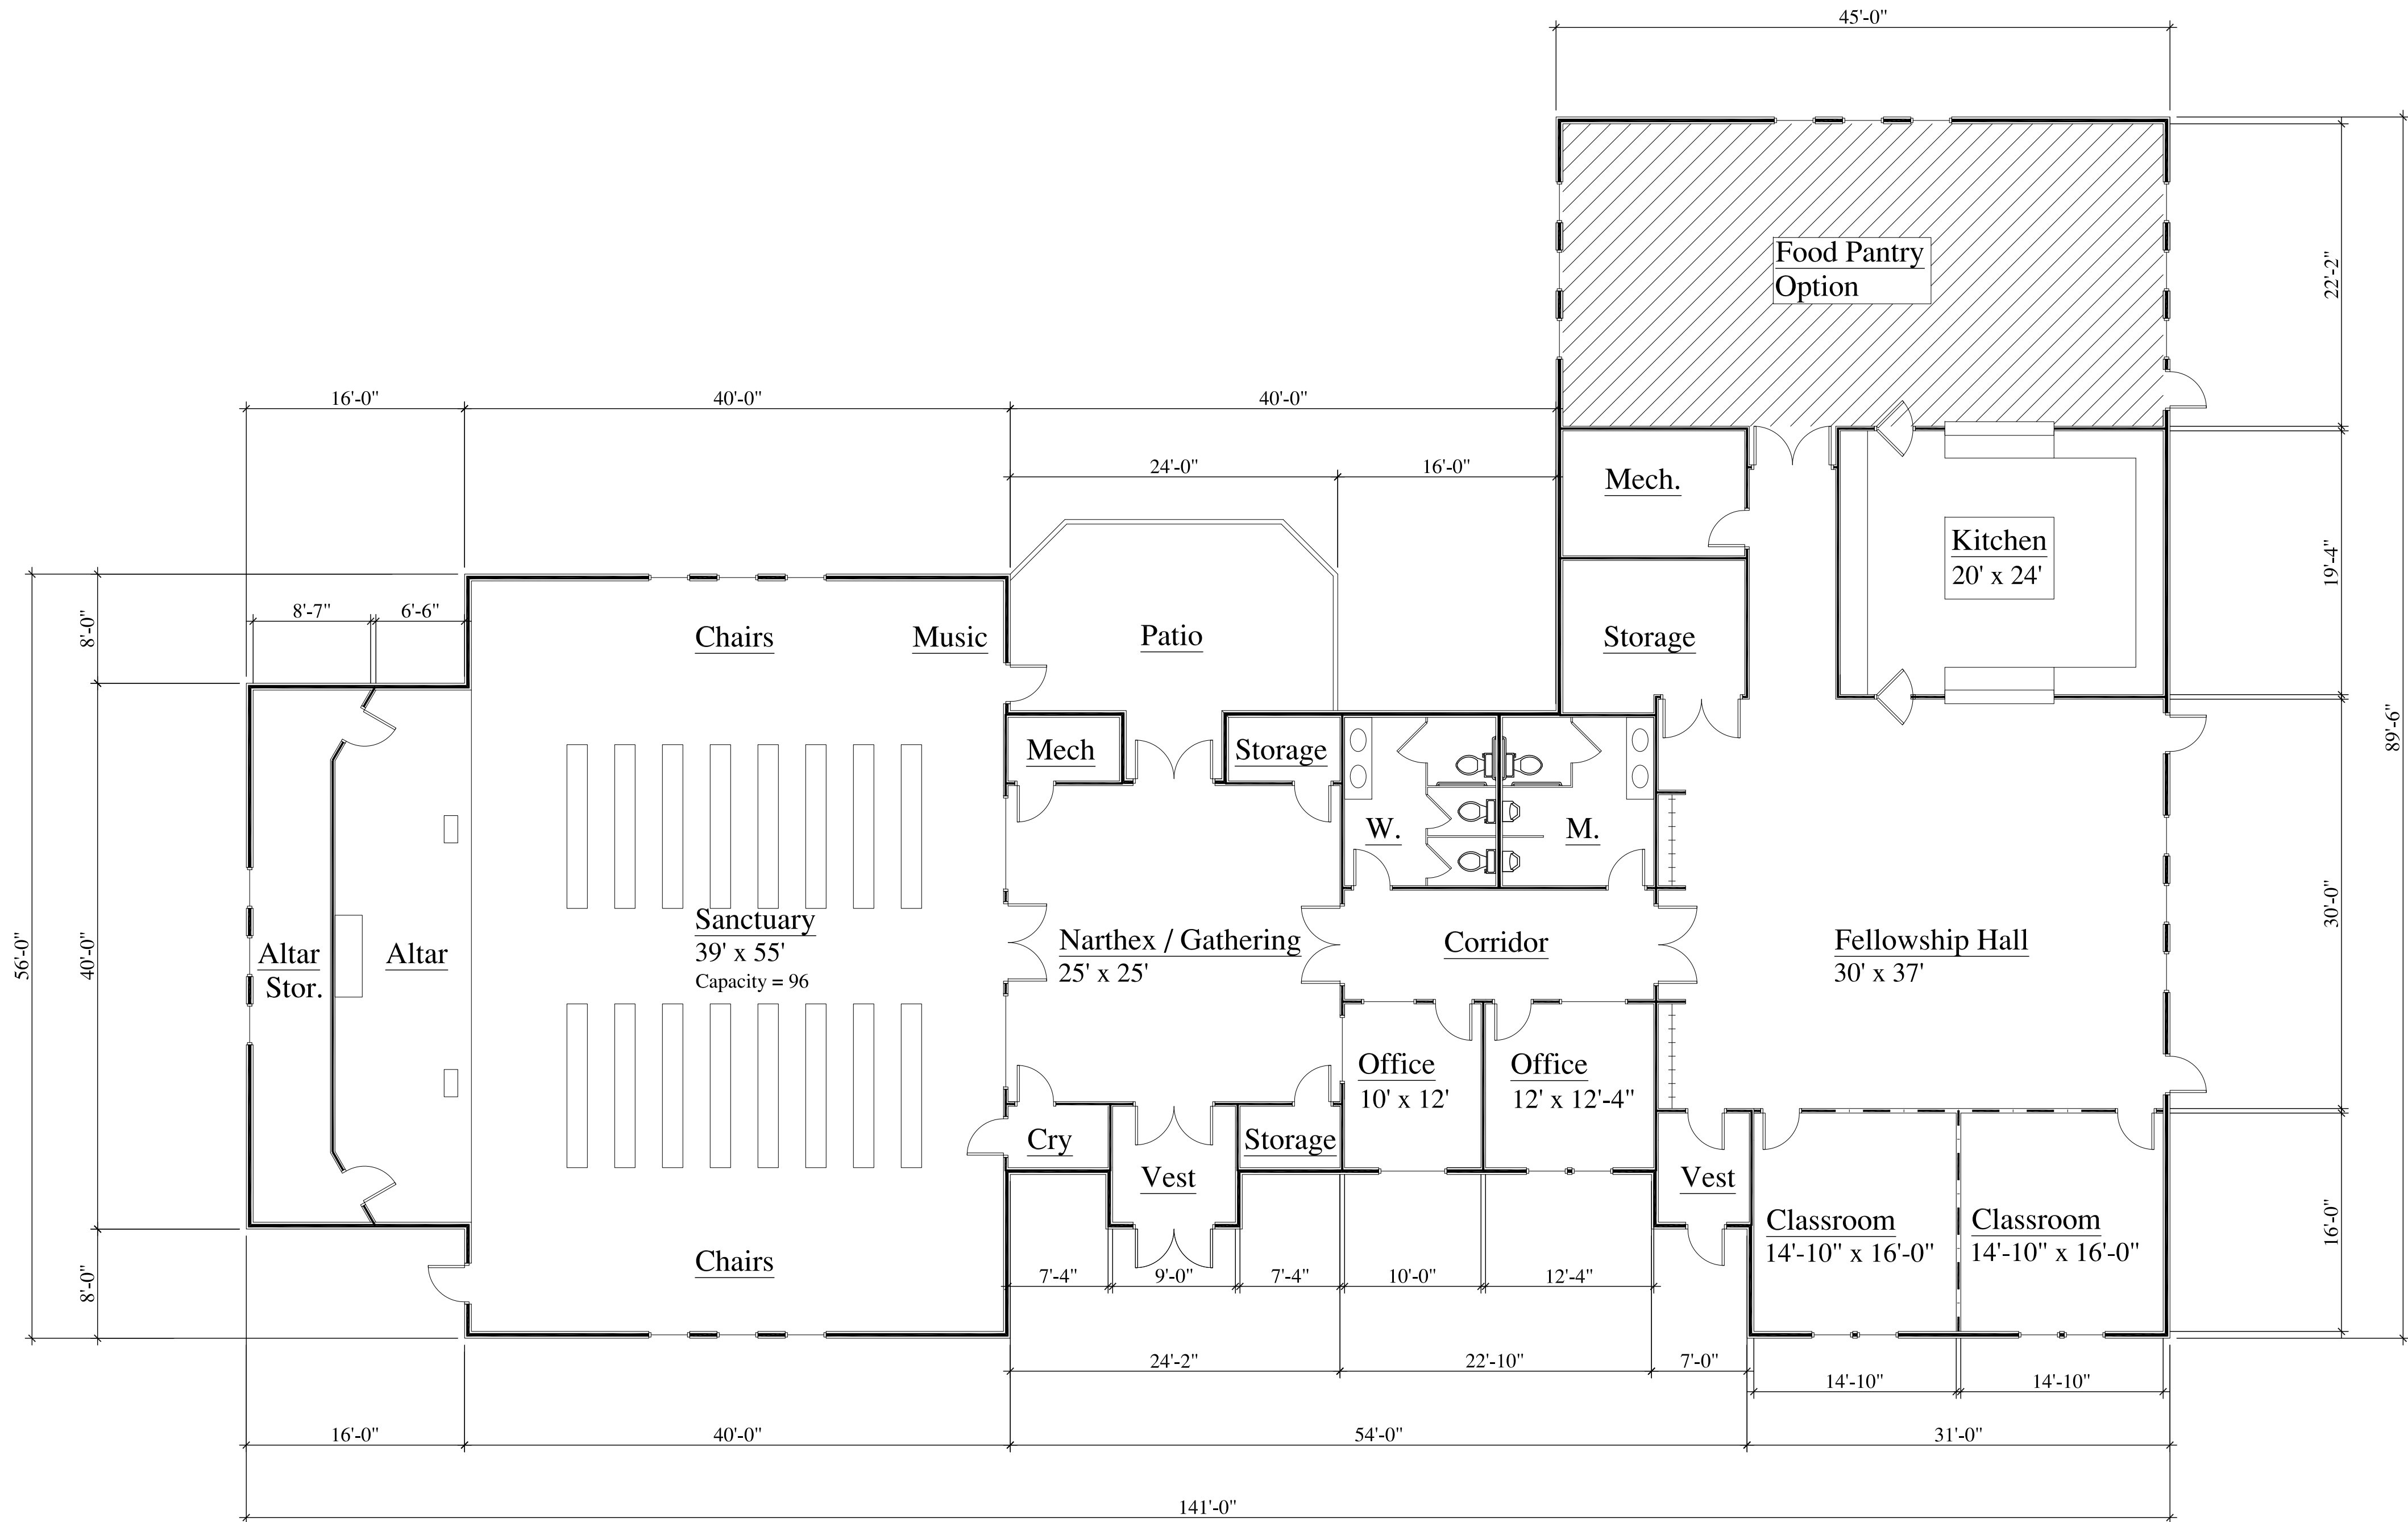 45'-0"
Food Pantry
Option
22'-2"
16'-0"
40'-0"
40'-0"
24'-0"
16'-0"
Mech.
Kitchen
20' x 24'
19'-4"
8'-7"
6'-6"
8'-0"
Chairs
Music
Patio
Storage
89'-6"
Mech
Storage
W.
M.
56'-0"
40'-0"
Altar
Stor.
Altar
Sanctuary
39' x 55'
Capacity = 96
Narthex / Gathering
25' x 25'
Corridor
Fellowship Hall
30' x 37'
30'-0"
Office
10' x 12'
Office
12' x 12'-4"
Cry
Vest
Storage
Vest
Classroom
14'-10" x 16'-0"
Classroom
14'-10" x 16'-0"
16'-0"
8'-0"
Chairs
7'-4"
9'-0"
7'-4"
10'-0"
12'-4"
24'-2"
22'-10"
7'-0"
14'-10"
14'-10"
16'-0"
40'-0"
54'-0"
31'-0"
141'-0"